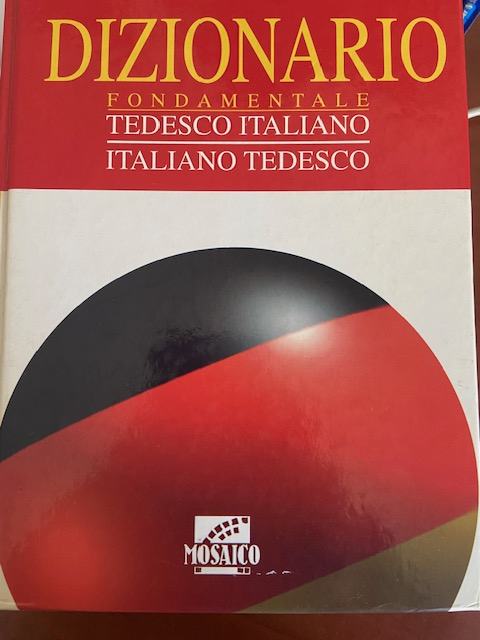 DIZIONARIO
FONDAMENTALE
TEDESCO ITALIANO
ITALIANO TEDESCO
MOSAICO